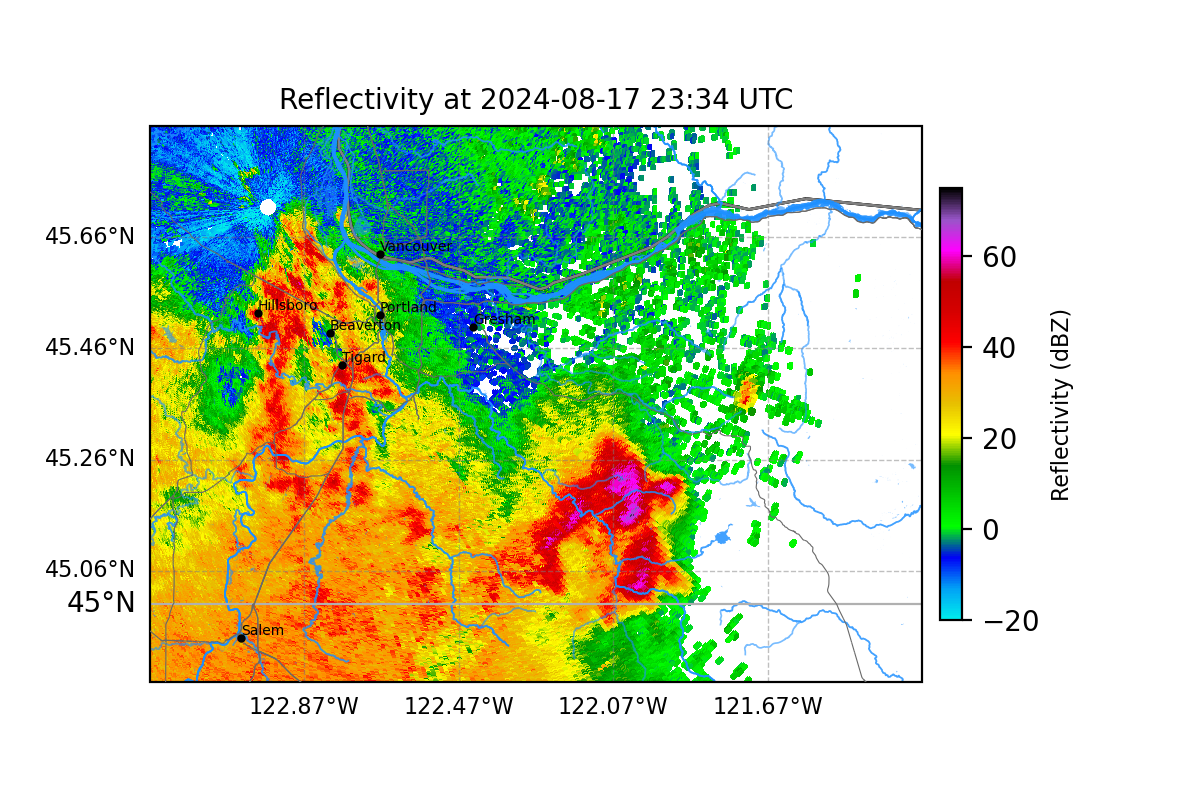 Reflectivity at 2024-08-17 23:34 UTC
45.66°N
45.46°N
45.26°N
45.06°N
45°N
Vancouver
Hillsboro
Portland
Beaverton
Gresham
Tigard
Salem
122.87°W 122.47°W 122.07°W 121.67°W
60
40
20
0
−20
Reflectivity (dBZ)